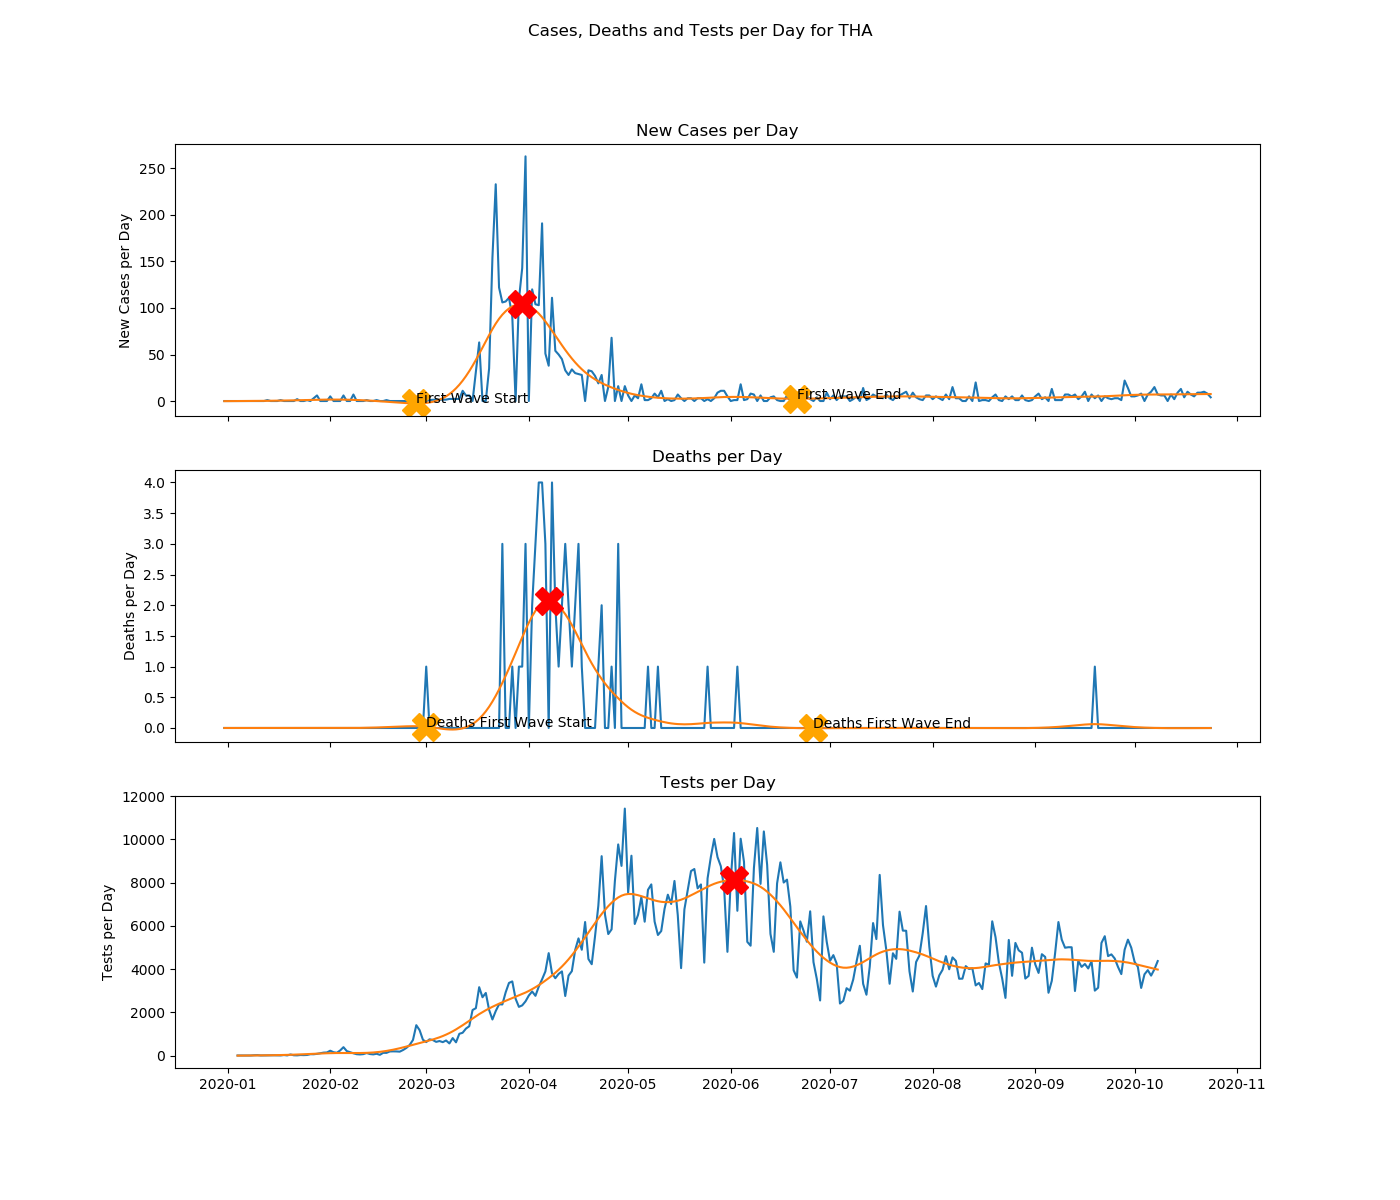 Cases, Deaths and Tests per Day for THA
New Cases per Day
New Cases per Day
250
200
150
100
50
0
First Wave Start
First Wave End
Deaths per Day
Deaths per Day
4.0
3.5
3.0
2.5
2.0
1.5
1.0
0.5
0.0
Deaths First Wave Start
Deaths First Wave End
Tests per Day
Tests per Day
12000
10000
8000
6000
4000
2000
0
2020-01 2020-02 2020-03 2020-04 2020-05 2020-06 2020-07 2020-08 2020-09 2020-10 2020-11